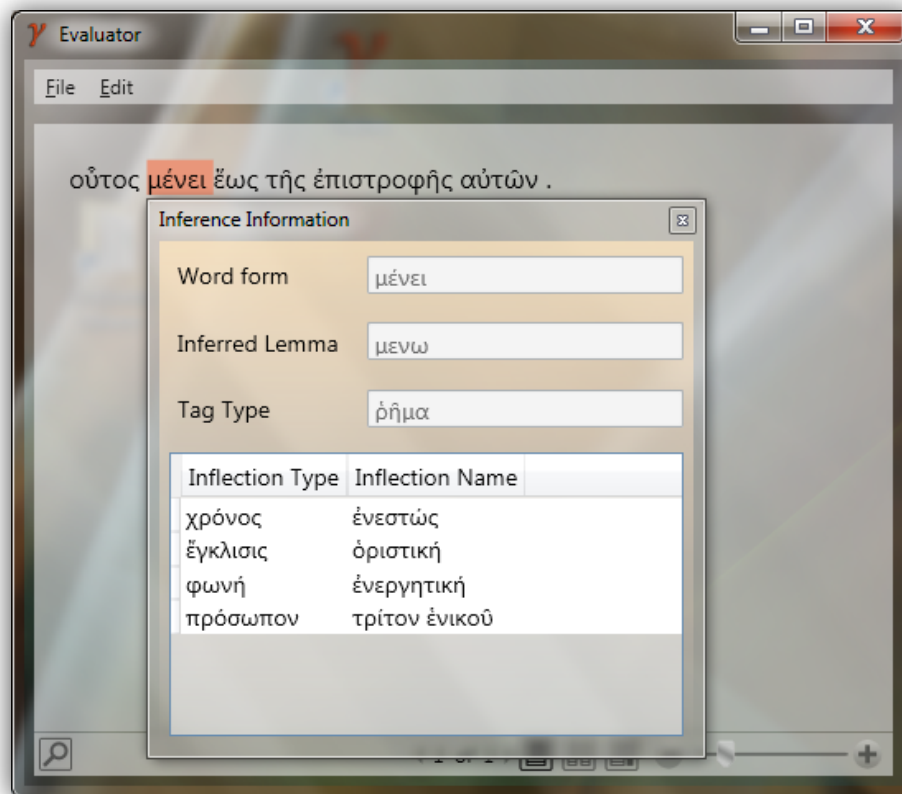 γ Evaluator
File Edit
οὗτος μένει ἕως τῆς ἐπιστροφῆς αὐτῶν .
Inference Information
Word form μένει
Inferred Lemma μενω
Tag Type ῥῆμα
Inflection Type Inflection Name
χρόνος ἐνεστώς
ἔγκλισις ὁριστική
φωνή ἐνεργητική
πρόσωπον τρίτον ἑνικοῦ